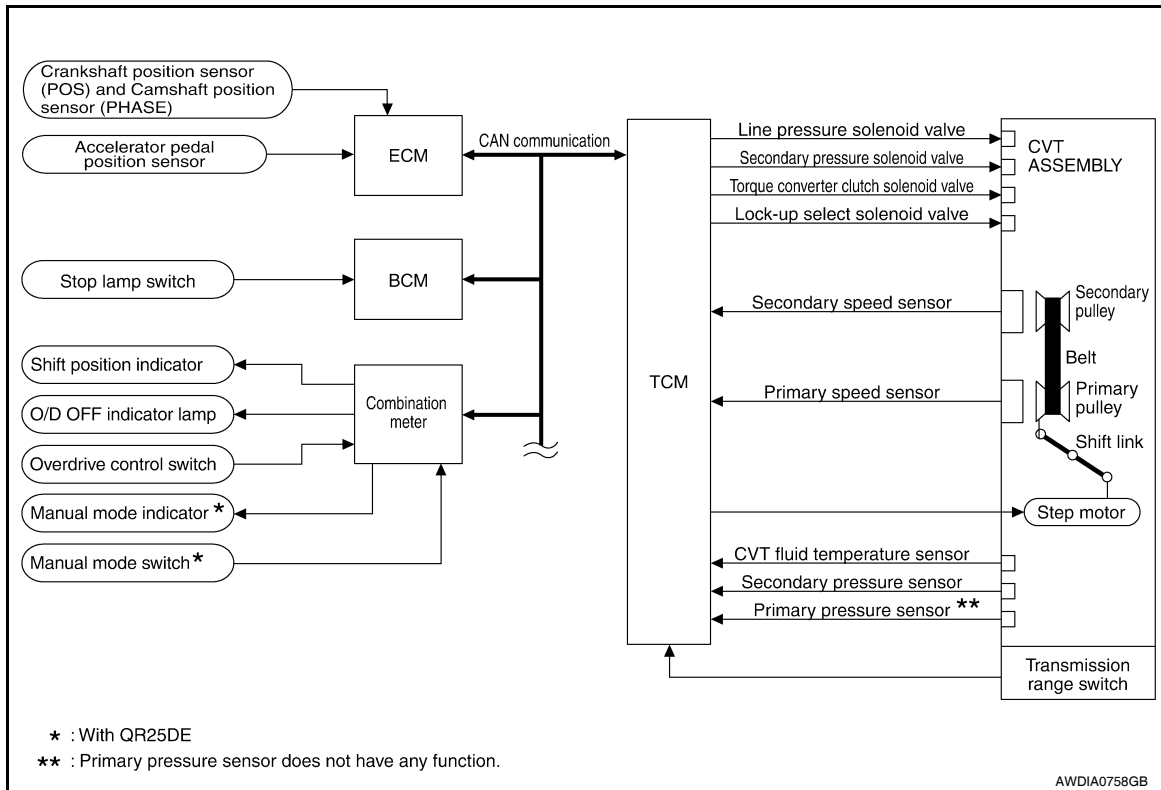 Crankshaft position sensor
(POS) and Camshaft position
sensor (PHASE)
Accelerator pedal
position sensor
ECM
CAN communication
Stop lamp switch
BCM
Shift position indicator
O/D OFF indicator lamp
Overdrive control switch
Manual mode indicator *
Manual mode switch *
Combination
meter
TCM
Line pressure solenoid valve
Secondary pressure solenoid valve
Torque converter clutch solenoid valve
Lock-up select solenoid valve
Secondary speed sensor
Primary speed sensor
CVT fluid temperature sensor
Secondary pressure sensor
Primary pressure sensor **
CVT
ASSEMBLY
Secondary
pulley
Belt
Primary
pulley
Shift link
Step motor
Transmission
range switch
* : With QR25DE
** : Primary pressure sensor does not have any function.
AWDIA0758GB